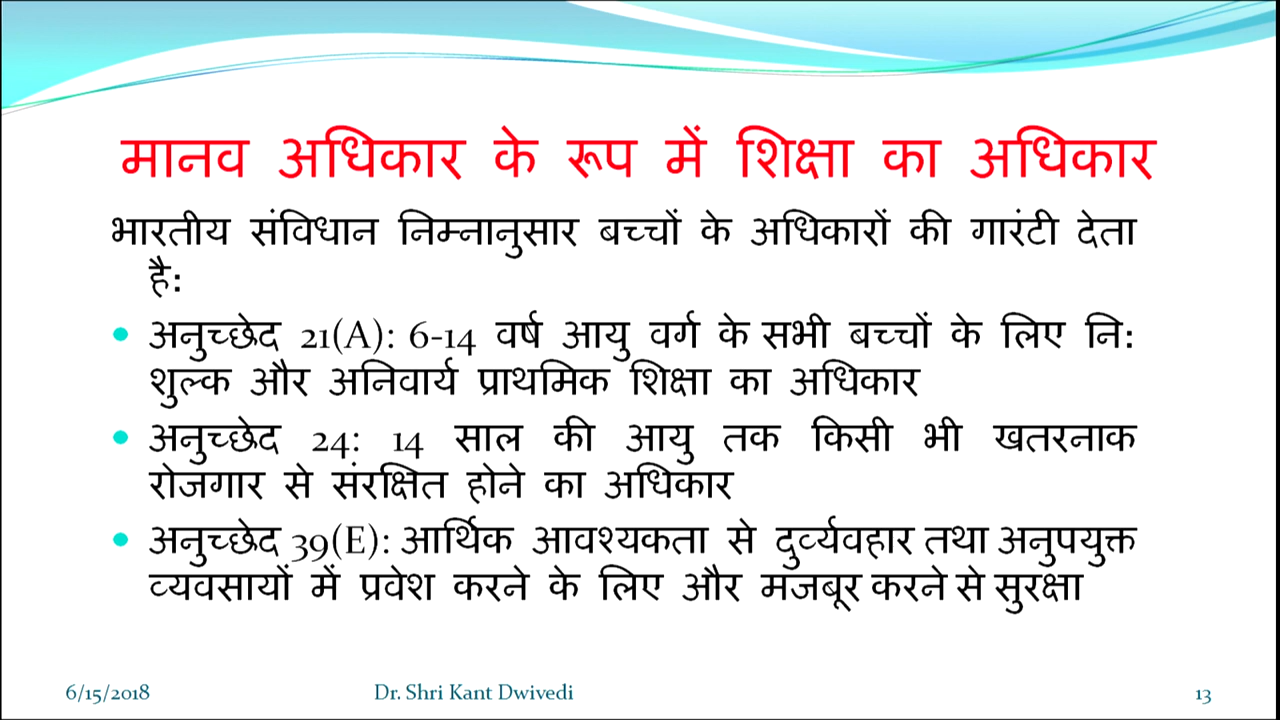 मानव अधिकार के रूप में शिक्षा का अधिकार
भारतीय संविधान निम्नानुसार बच्चों के अधिकारों की गारंटी देता
है:
• अनुच्छेद 21(A): 6-14 वर्ष आयु वर्ग के सभी बच्चों के लिए नि:
शुल्क और अनिवार्य प्राथमिक शिक्षा का अधिकार
• अनुच्छेद 24: 14 साल की आयु तक किसी भी खतरनाक
रोजगार से संरक्षित होने का अधिकार
• अनुच्छेद 39(E): आर्थिक आवश्यकता से दुर्व्यवहार तथा अनुपयुक्त
व्यवसायों में प्रवेश करने के लिए और मजबूर करने से सुरक्षा
6/15/2018 Dr. Shri Kant Dwivedi 13